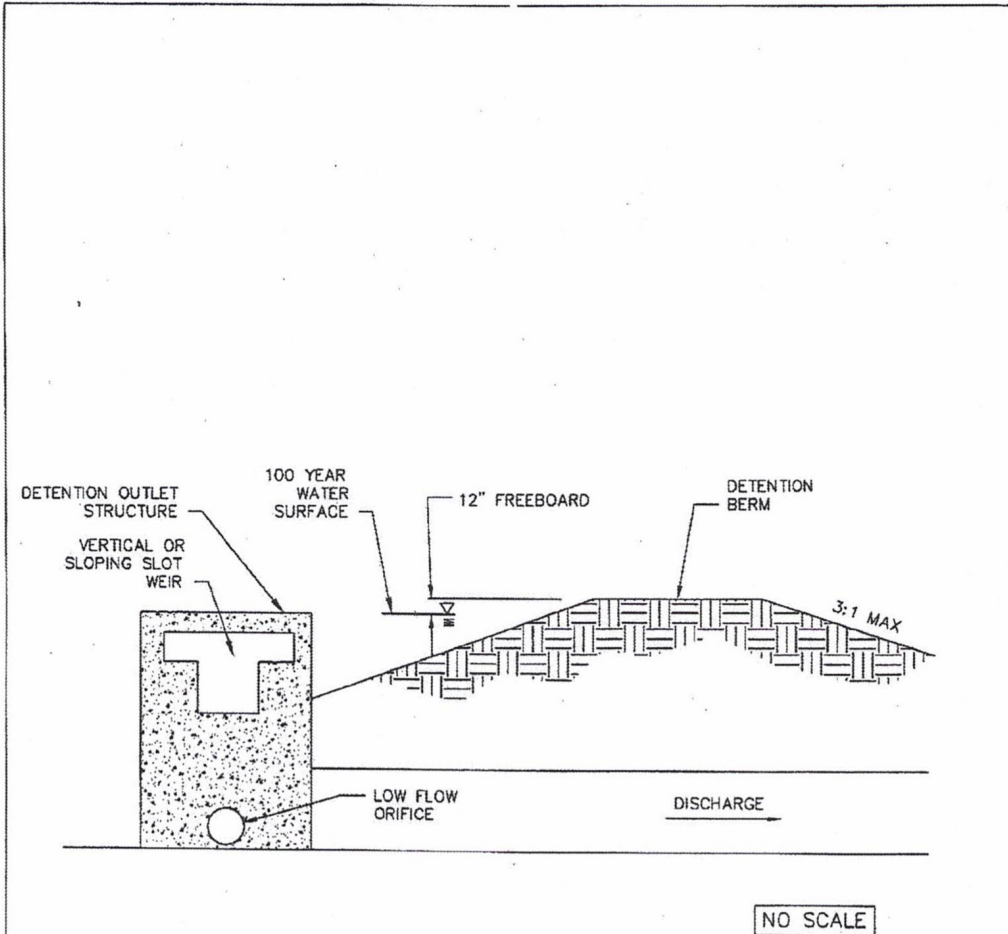 DETENTION OUTLET
STRUCTURE
VERTICAL OR
SLOPING SLOT
WEIR
100 YEAR
WATER
SURFACE
12" FREEBOARD
DETENTION
BERM
3:1 MAX
LOW FLOW
ORIFICE
DISCHARGE
NO SCALE